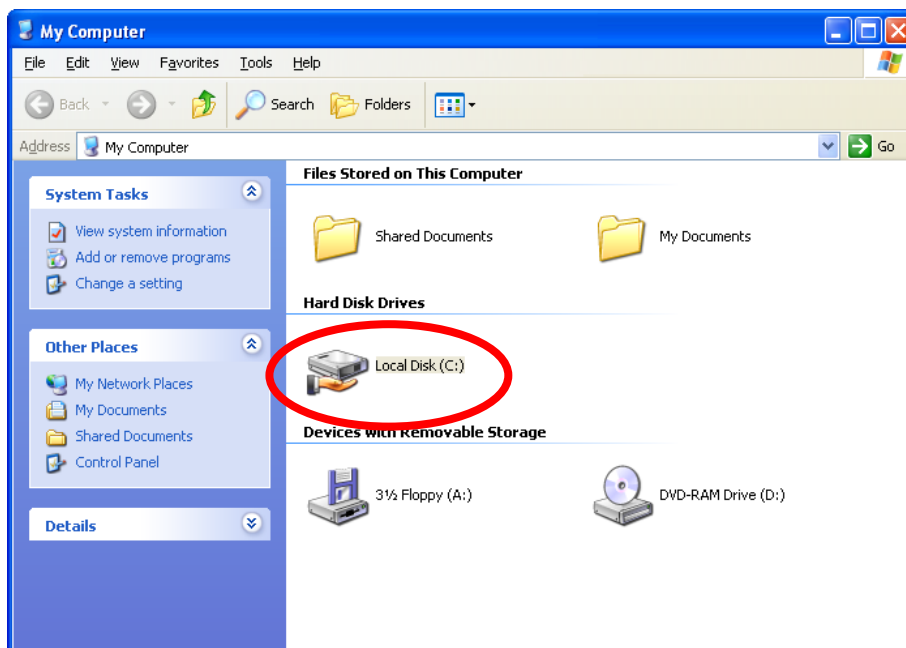 My Computer
File Edit View Favorites Tools Help
Back Search Folders
Address My Computer Go
System Tasks
View system information
Add or remove programs
Change a setting
Other Places
My Network Places
My Documents
Shared Documents
Control Panel
Details
Files Stored on This Computer
Shared Documents My Documents
Hard Disk Drives
Local Disk (C:)
Devices with Removable Storage
3½ Floppy (A:) DVD-RAM Drive (D:)